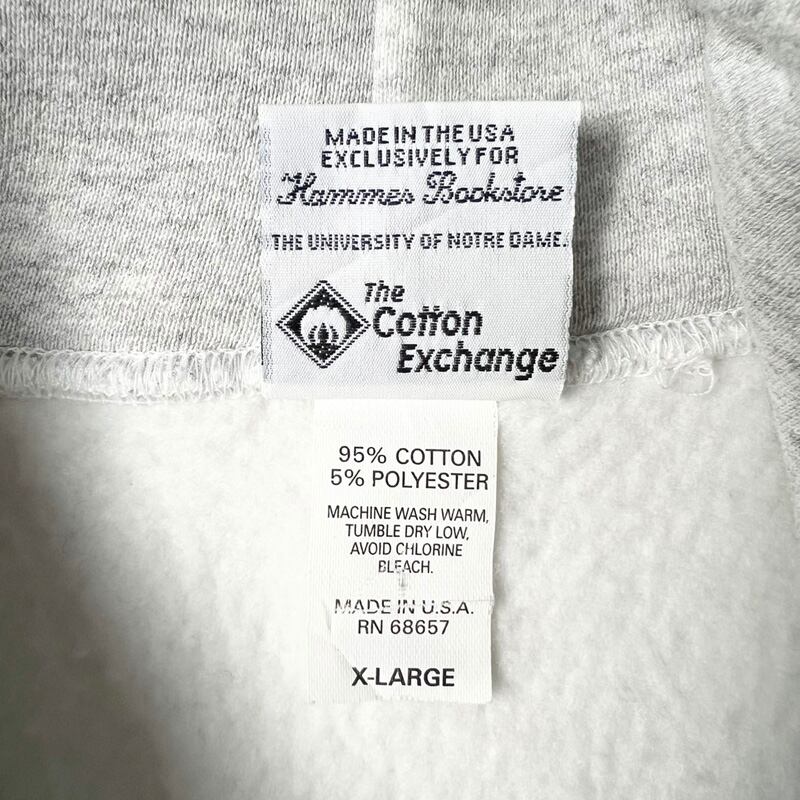 MADE IN THE USA
EXCLUSIVELY FOR
Hammes Bookstore
THE UNIVERSITY OF NOTRE DAME.
The
Cotton
Exchange
95% COTTON
5% POLYESTER
MACHINE WASH WARM,
TUMBLE DRY LOW,
AVOID CHLORINE
BLEACH.
MADE IN U.S.A.
RN 68657
X-LARGE